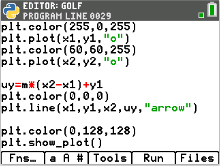 EDITOR: GOLF
PROGRAM LINE 0029
plt.color(255,0,255)
plt.plot(x1,y1,"o")
plt.color(60,60,255)
plt.plot(x2,y2,"o")
uy=m*(x2-x1)+y1
plt.color(0,0,0)
plt.line(x1,y1,x2,uy,"arrow")
plt.color(0,128,128)
plt.show_plot()
Fns… a A # Tools Run Files